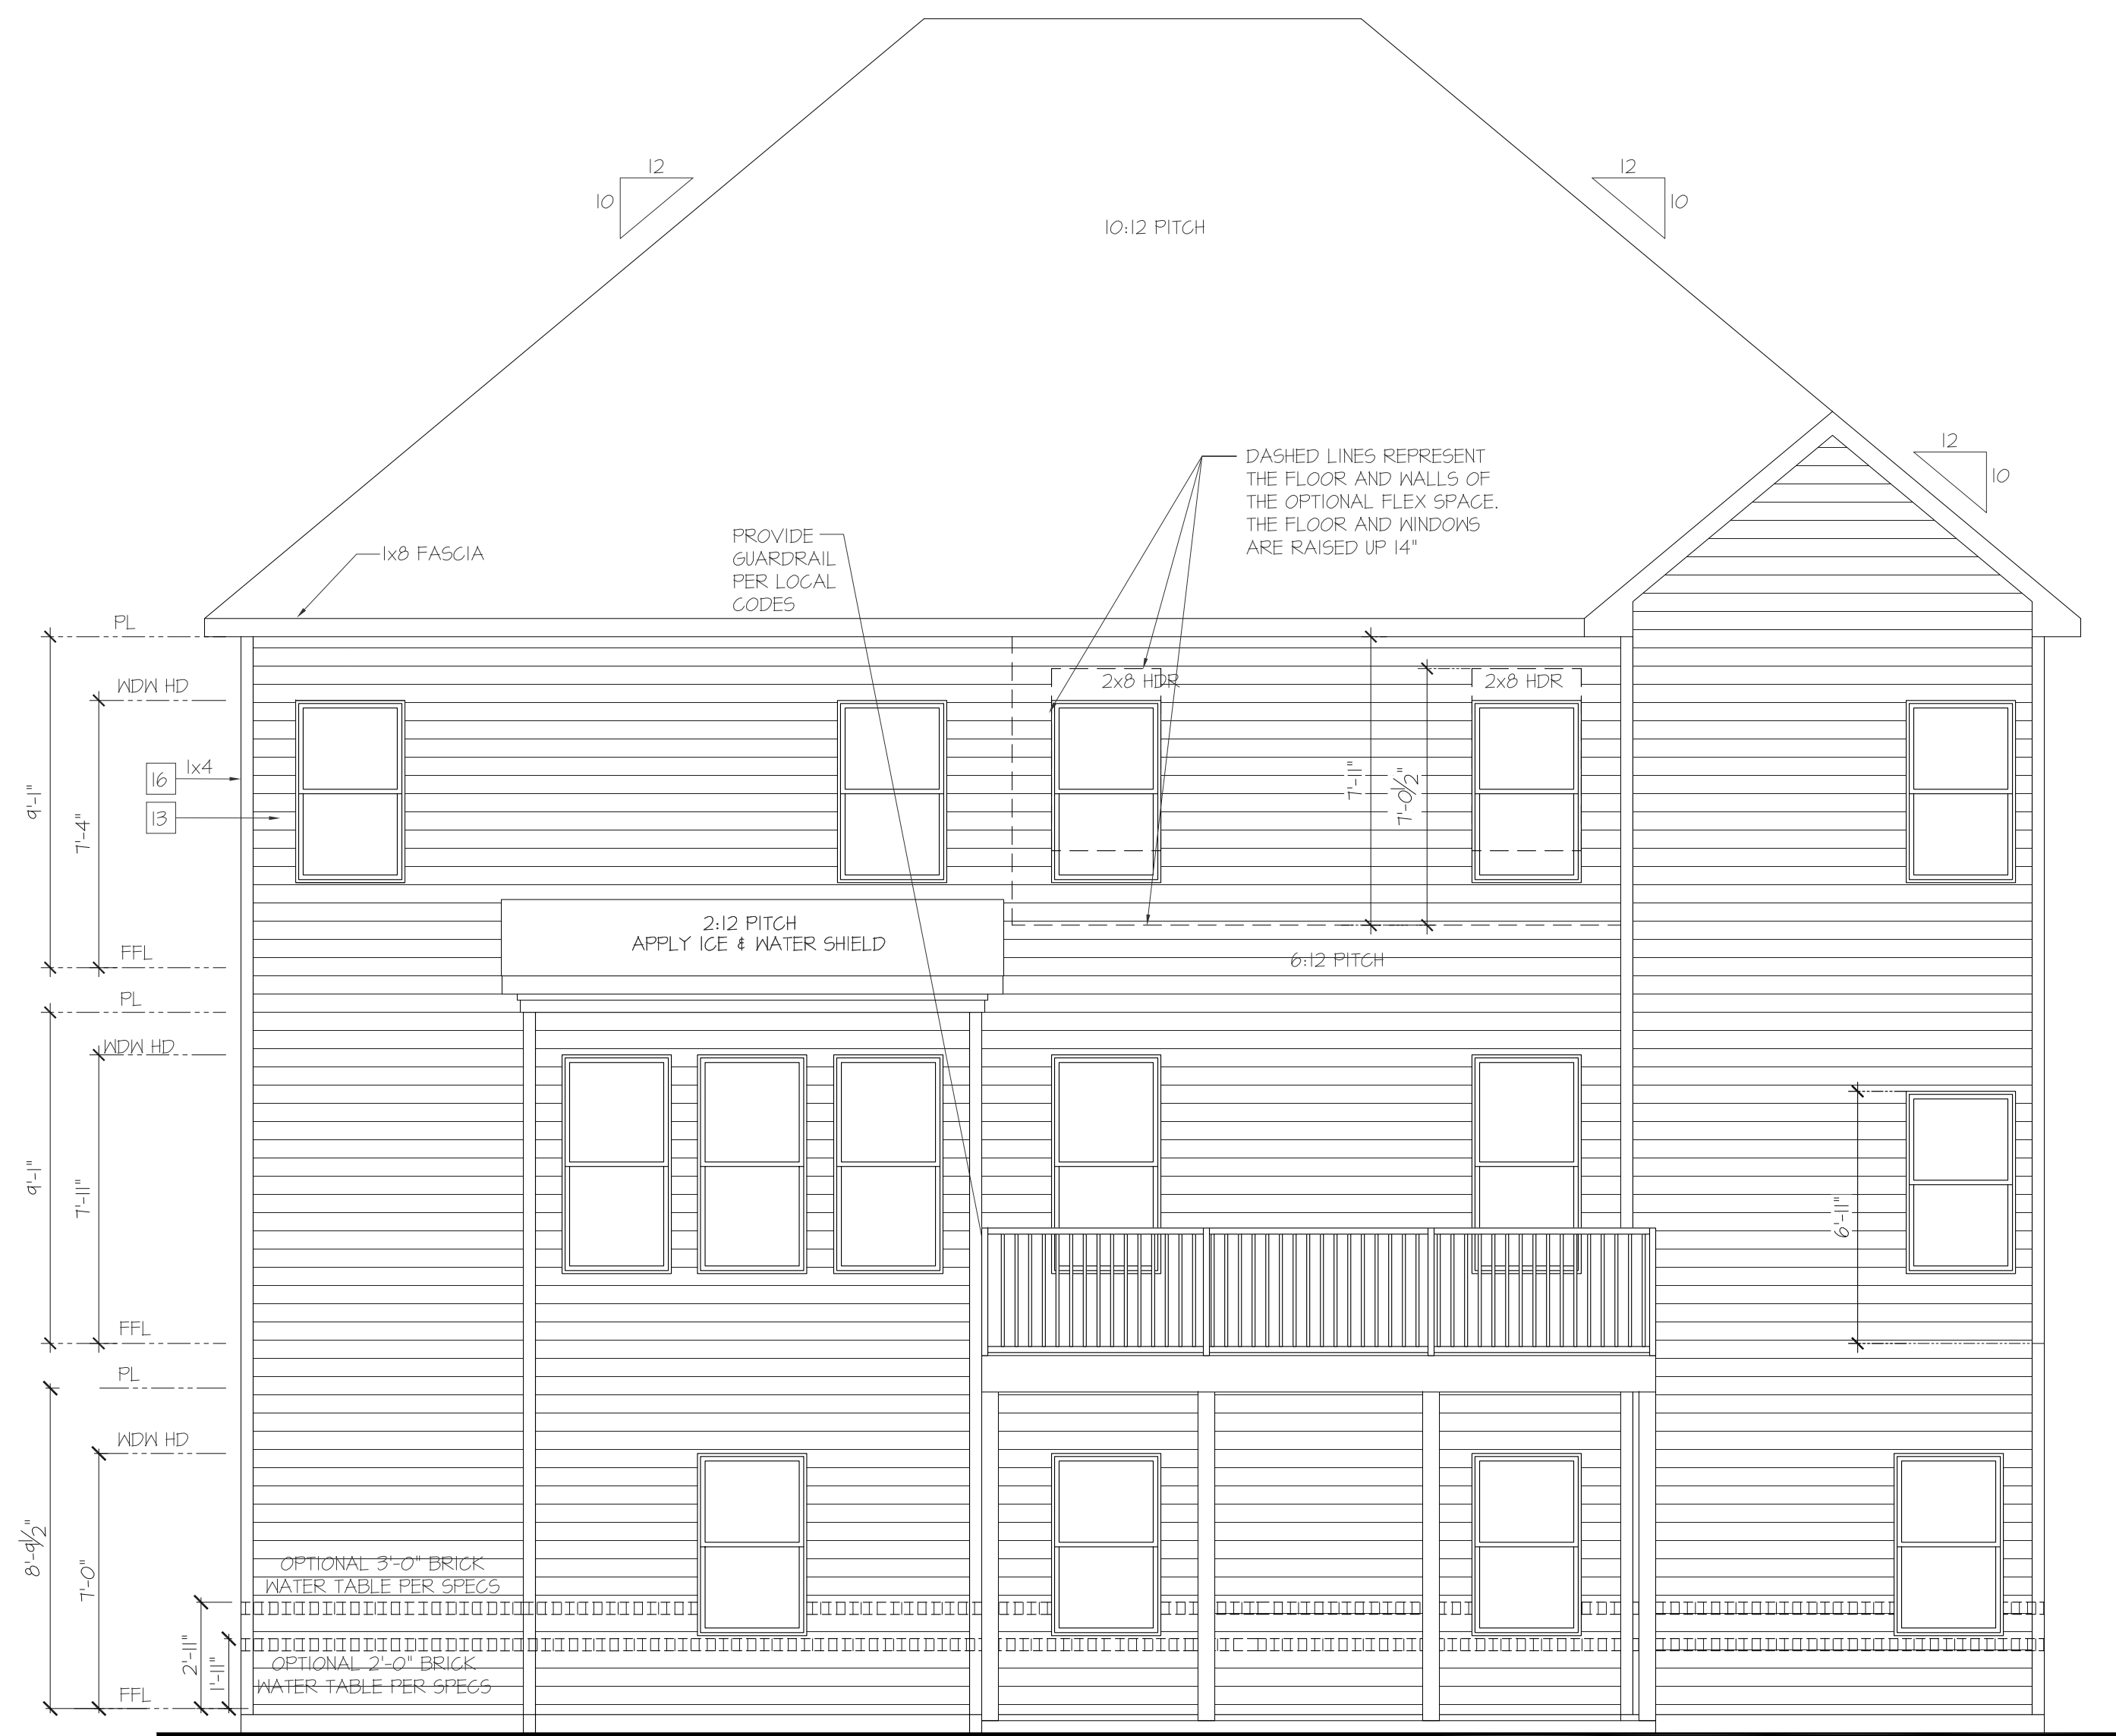 12
10
12
10
10:12 PITCH
12
10
DASHED LINES REPRESENT
THE FLOOR AND WALLS OF
THE OPTIONAL FLEX SPACE.
THE FLOOR AND WINDOWS
ARE RAISED UP 14"
PROVIDE
GUARDRAIL
PER LOCAL
CODES
1x8 FASCIA
PL
WDW HD
2x8 HDR
2x8 HDR
16
1x4
13
9'-1"
7'-4"
7'-11"
7'-0½"
2:12 PITCH
APPLY ICE & WATER SHIELD
FFL
6:12 PITCH
PL
WDW HD
9'-1"
7'-11"
6'-11"
FFL
PL
WDW HD
8'-9½"
7'-0"
OPTIONAL 3'-0" BRICK
WATER TABLE PER SPECS
2'-11"
1'-11"
OPTIONAL 2'-0" BRICK
WATER TABLE PER SPECS
FFL